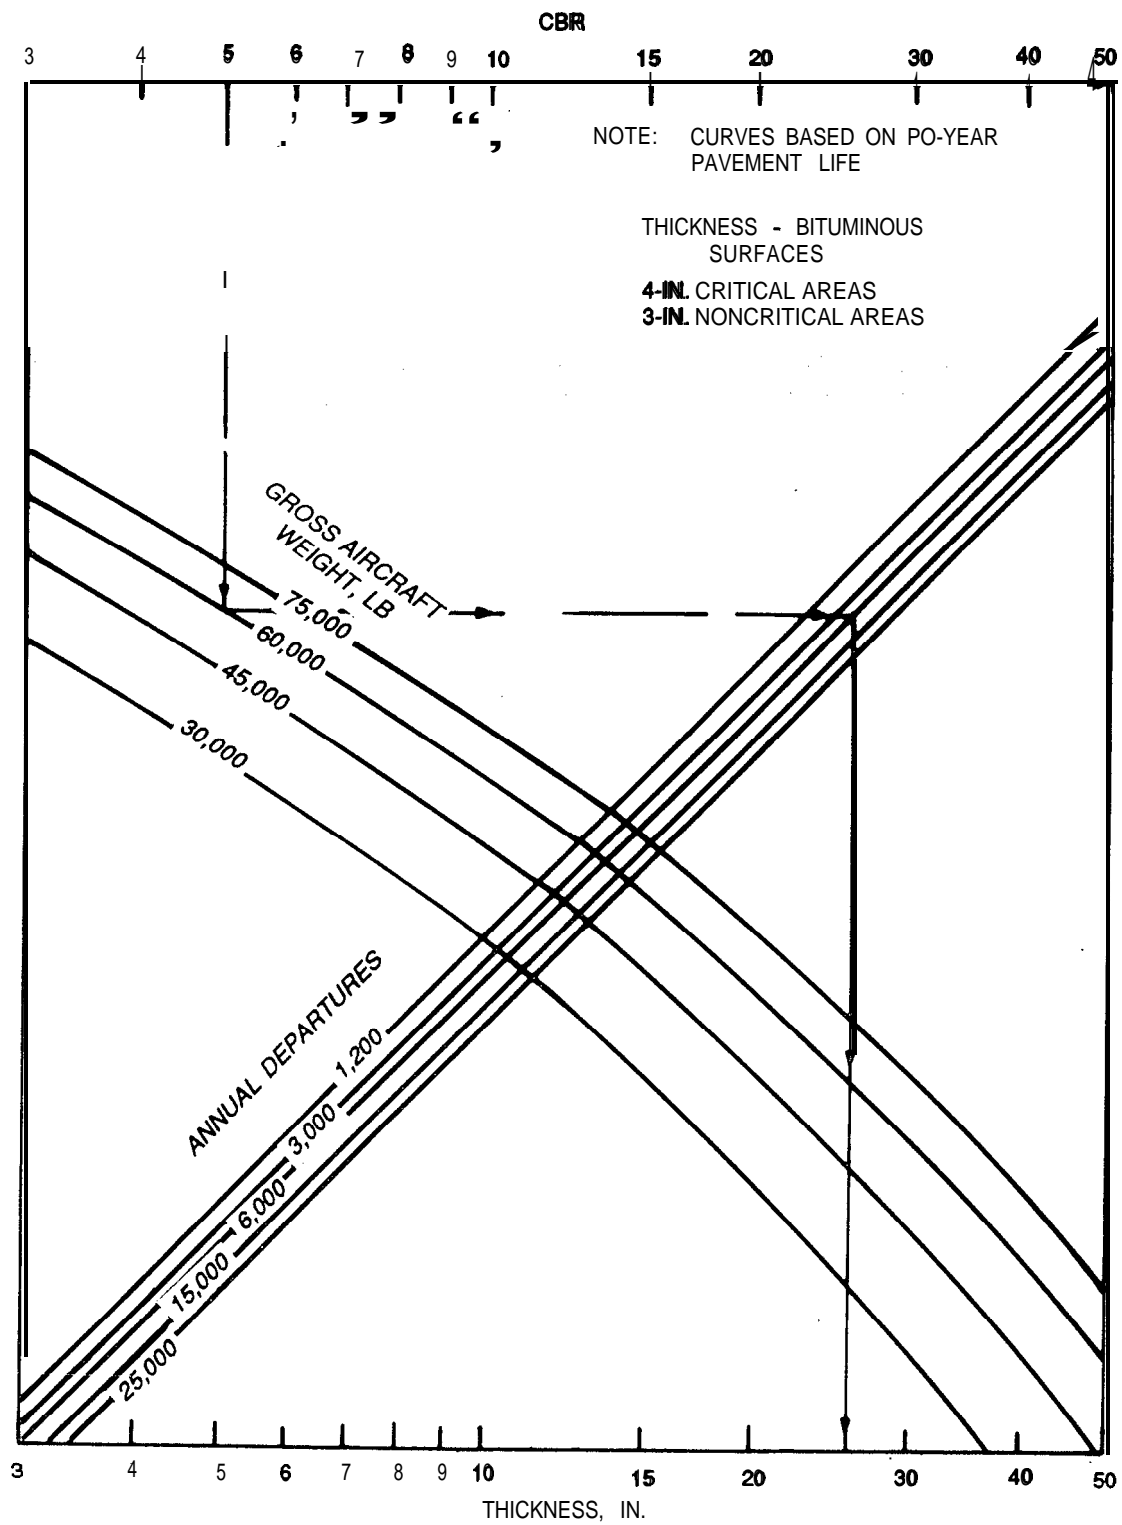 CBR
3 4 5 6 7 8 9 10 15 20 30 40 50
NOTE: CURVES BASED ON PO-YEAR
PAVEMENT LIFE
THICKNESS - BITUMINOUS
SURFACES
4-IN. CRITICAL AREAS
3-IN. NONCRITICAL AREAS
GROSS AIRCRAFT
WEIGHT, LB
75,000
60,000
45,000
30,000
ANNUAL DEPARTURES
1,200
3,000
6,000
15,000
25,000
3 4 5 6 7 8 9 10 15 20 30 40 50
THICKNESS, IN.